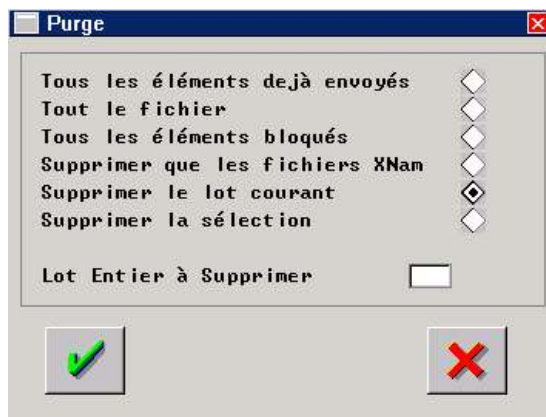 Purge
Tous les éléments dejà envoyés
Tout le fichier
Tous les éléments bloqués
Supprimer que les fichiers XNam
Supprimer le lot courant
Supprimer la sélection
Lot Entier à Supprimer